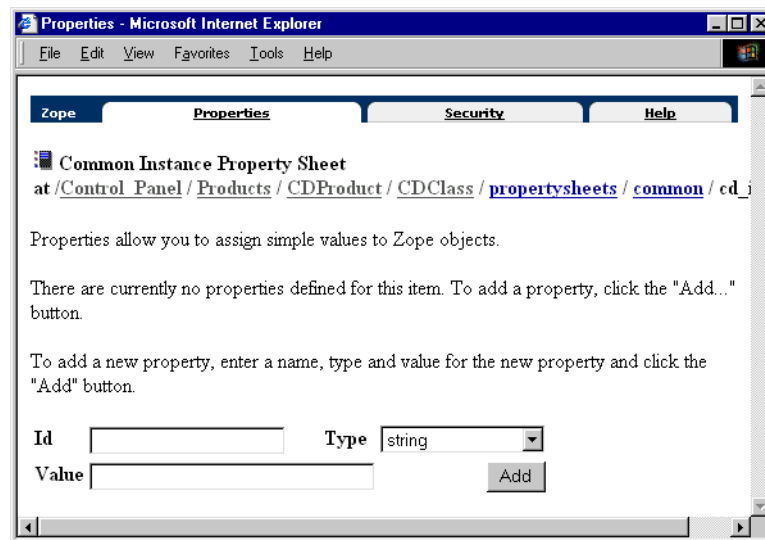 Properties - Microsoft Internet Explorer
File Edit View Favorites Tools Help
Zope Properties Security Help
Common Instance Property Sheet
at /Control_Panel / Products / CDProduct / CDClass / propertysheets / common / cd_i
Properties allow you to assign simple values to Zope objects.
There are currently no properties defined for this item. To add a property, click the "Add..."
button.
To add a new property, enter a name, type and value for the new property and click the
"Add" button.
Id Type string
Value Add